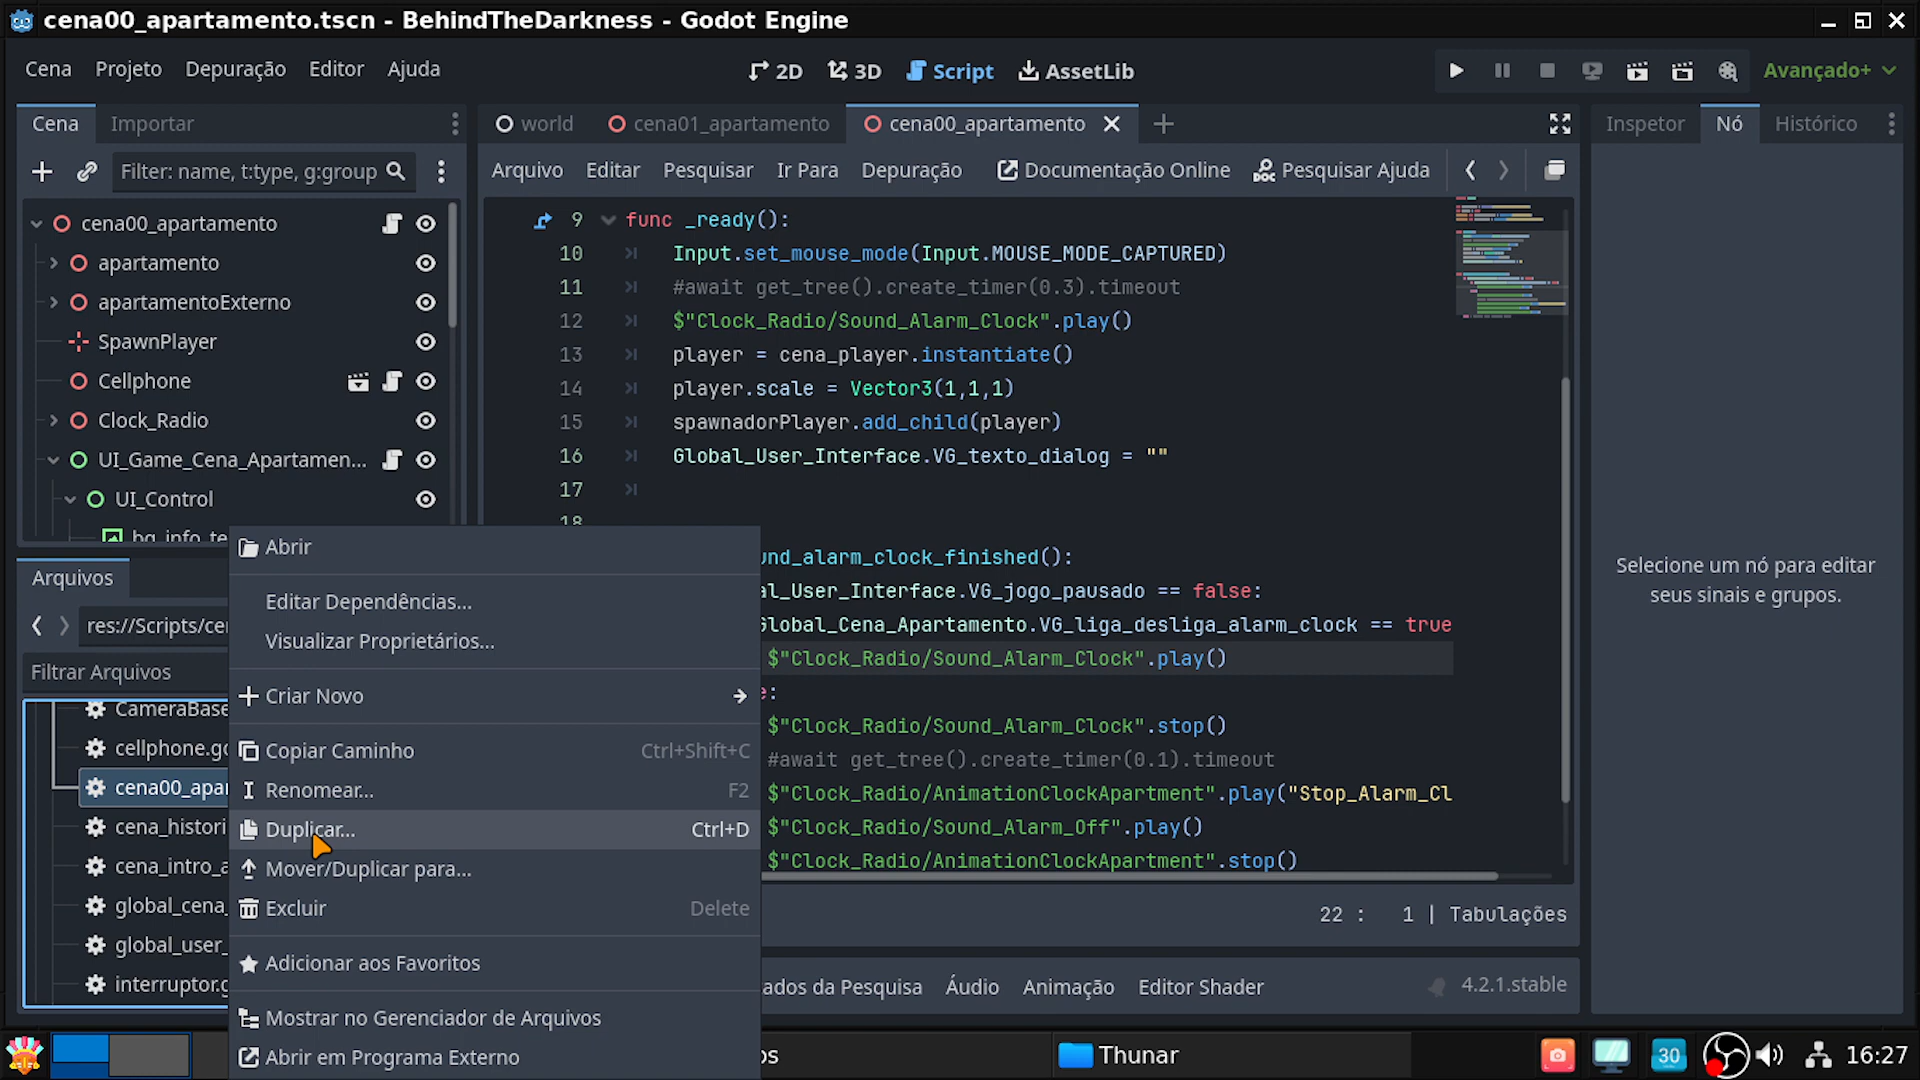 cena00_apartamento.tscn - BehindTheDarkness - Godot Engine
Cena Projeto Depuração Editor Ajuda
2D 3D Script AssetLib
Avançado+
Cena Importar
Filter: name, t:type, g:group
cena00_apartamento
apartamento
apartamentoExterno
SpawnPlayer
Cellphone
Clock_Radio
UI_Game_Cena_Apartamen...
UI_Control
bg_info_te
Arquivos
res://Scripts/ce
Filtrar Arquivos
CameraBase
cellphone.g
cena00_apar
cena_histori
cena_intro_a
global_cena_
global_user_
interruptor.g
Abrir
Editar Dependências...
Visualizar Proprietários...
Criar Novo
Copiar Caminho Ctrl+Shift+C
Renomear... F2
Duplicar... Ctrl+D
Mover/Duplicar para...
Excluir Delete
Adicionar aos Favoritos
Mostrar no Gerenciador de Arquivos
Abrir em Programa Externo
world cena01_apartamento cena00_apartamento
Arquivo Editar Pesquisar Ir Para Depuração Documentação Online Pesquisar Ajuda
9 func _ready():
10 Input.set_mouse_mode(Input.MOUSE_MODE_CAPTURED)
11 #await get_tree().create_timer(0.3).timeout
12 $"Clock_Radio/Sound_Alarm_Clock".play()
13 player = cena_player.instantiate()
14 player.scale = Vector3(1,1,1)
15 spawnadorPlayer.add_child(player)
16 Global_User_Interface.VG_texto_dialog = ""
17
18
und_alarm_clock_finished():
al_User_Interface.VG_jogo_pausado == false:
Global_Cena_Apartamento.VG_liga_desliga_alarm_clock == true
$"Clock_Radio/Sound_Alarm_Clock".play()
e:
$"Clock_Radio/Sound_Alarm_Clock".stop()
#await get_tree().create_timer(0.1).timeout
$"Clock_Radio/AnimationClockApartment".play("Stop_Alarm_Cl
$"Clock_Radio/Sound_Alarm_Off".play()
$"Clock_Radio/AnimationClockApartment".stop()
22 : 1 | Tabulações
ados da Pesquisa Áudio Animação Editor Shader 4.2.1.stable
Inspetor Nó Histórico
Selecione um nó para editar
seus sinais e grupos.
os
Thunar
30
16:27